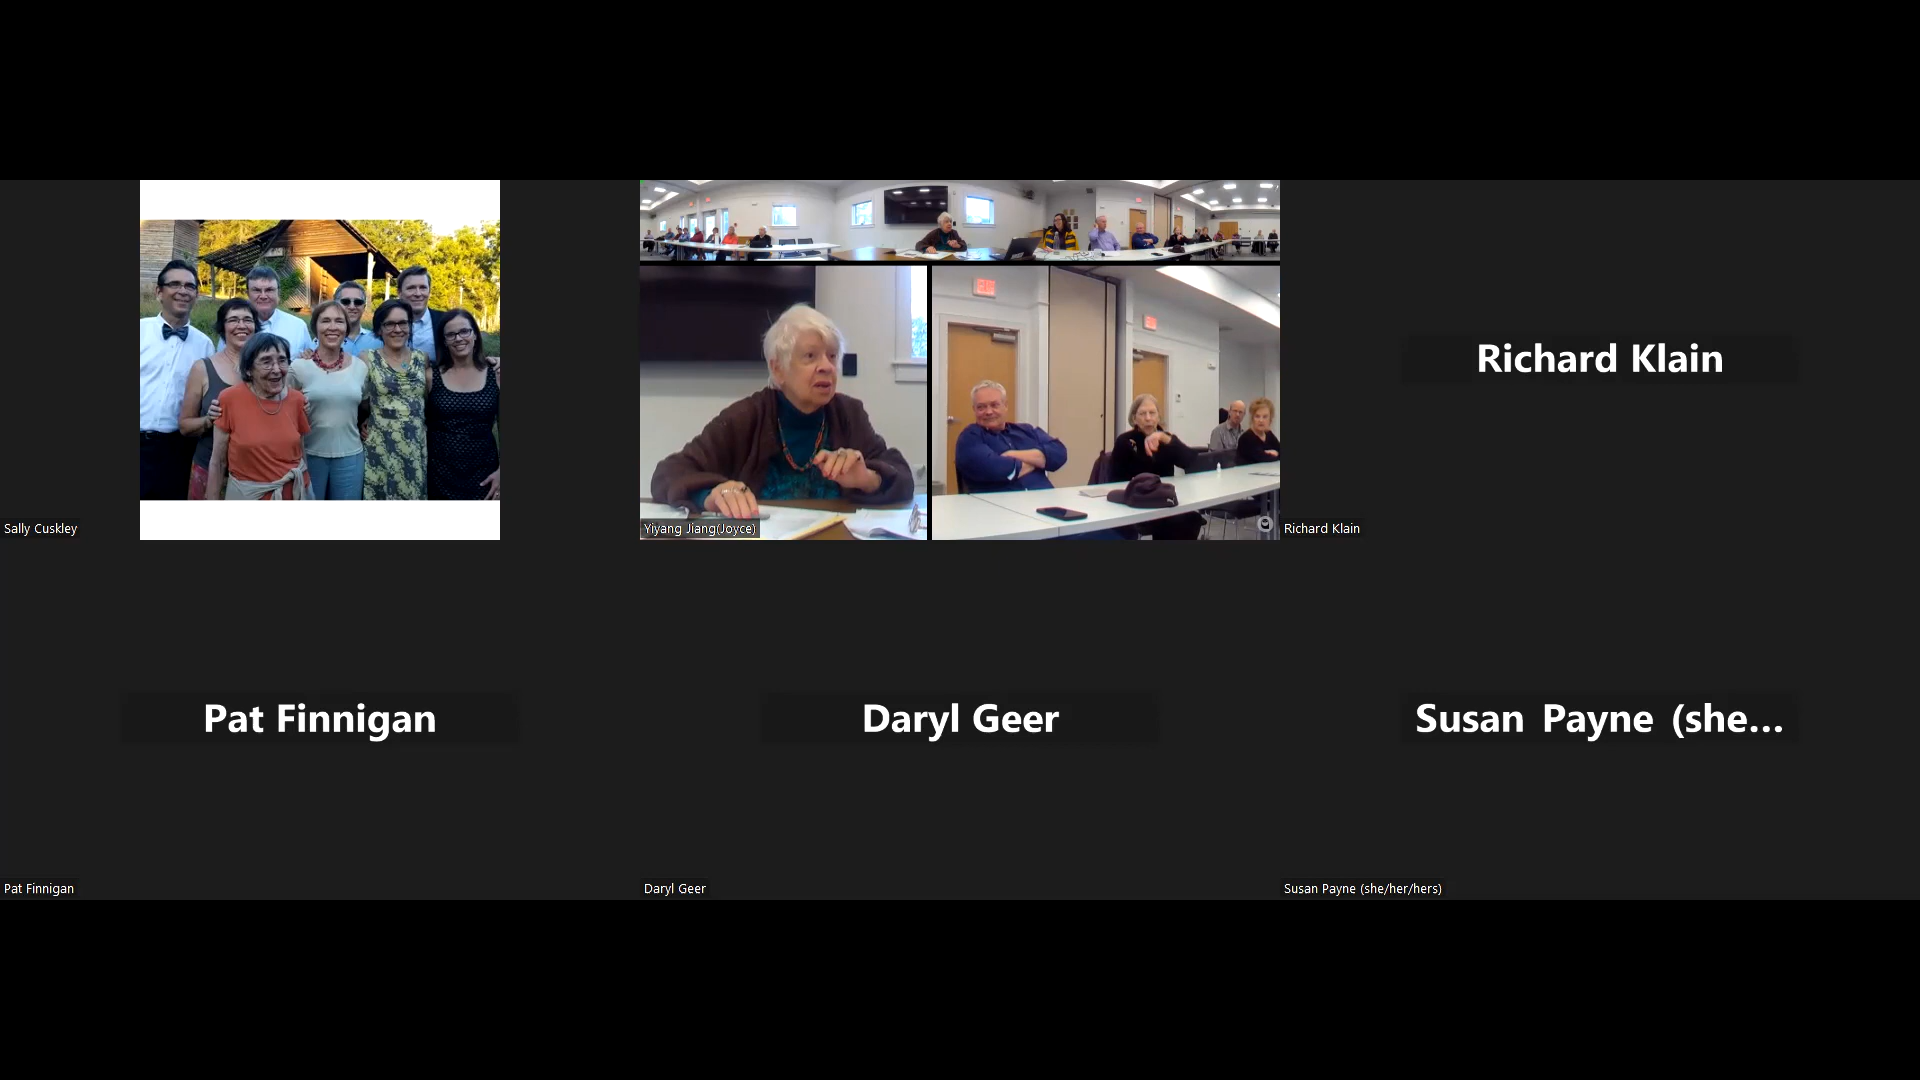 Richard Klain
Sally Cuskley
Yiyang Jiang(Joyce)
Richard Klain
Pat Finnigan
Daryl Geer
Susan Payne (she...
Pat Finnigan
Daryl Geer
Susan Payne (she/her/hers)